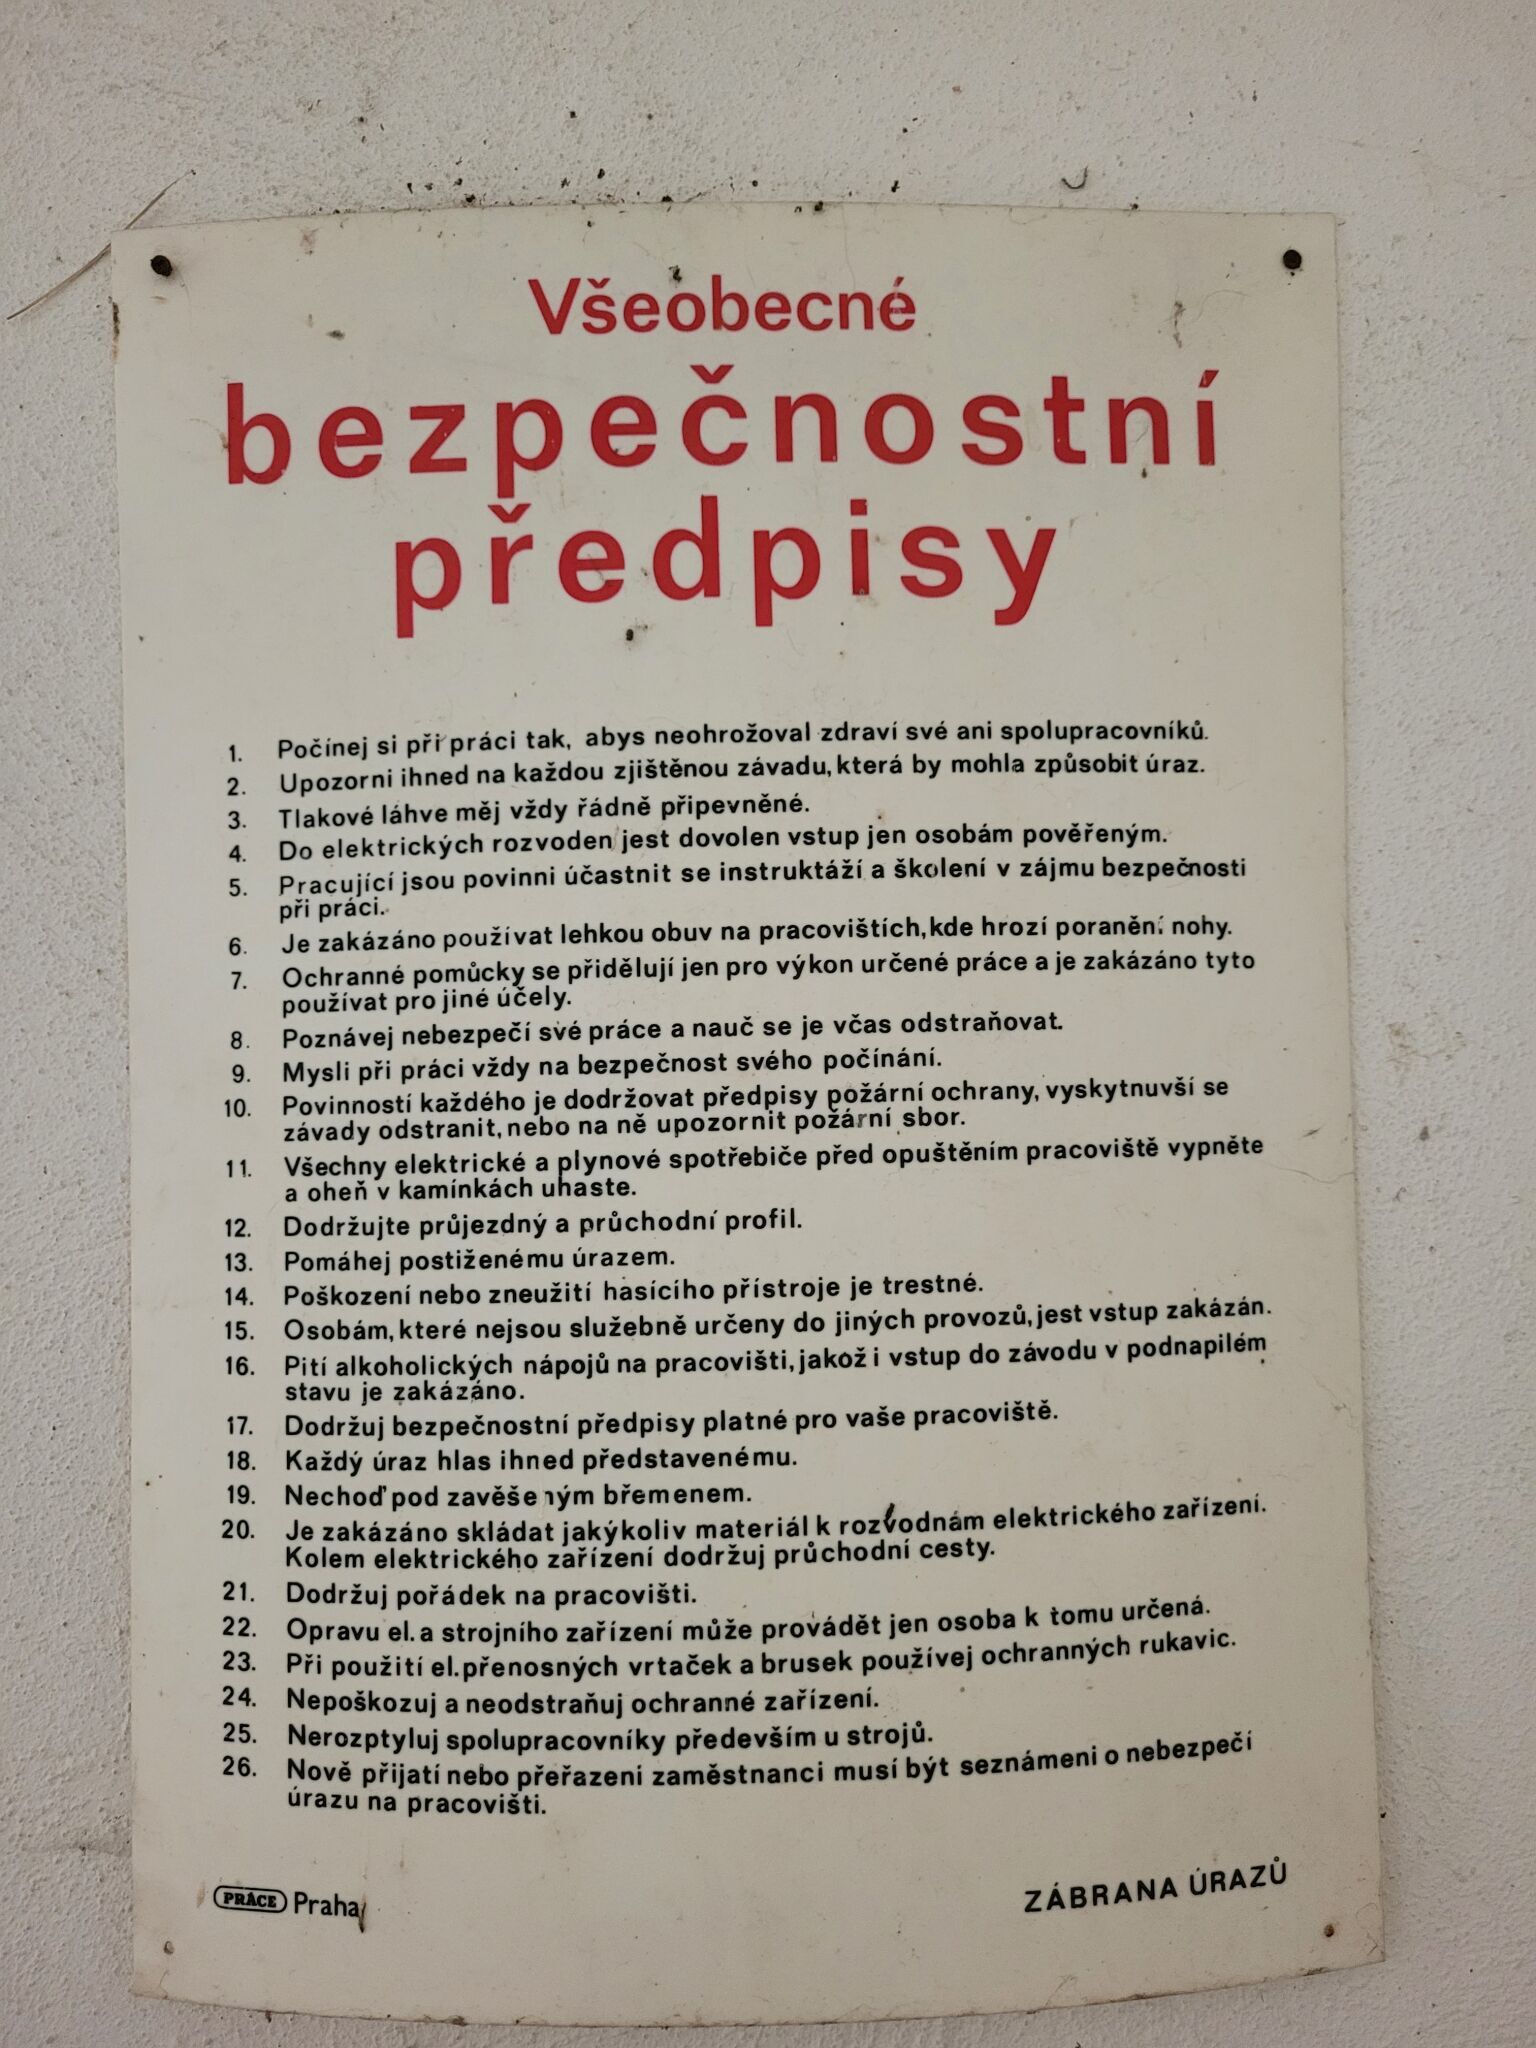 Všeobecné
bezpečnostní
předpisy
1. Počínej si při práci tak, abys neohrožoval zdraví své ani spolupracovníků.
2. Upozorni ihned na každou zjištěnou závadu, která by mohla způsobit úraz.
3. Tlakové láhve měj vždy řádně připevněné.
4. Do elektrických rozvoden jest dovolen vstup jen osobám pověřeným.
5. Pracující jsou povinni účastnit se instruktáží a školení v zájmu bezpečnosti
při práci.
6. Je zakázáno používat lehkou obuv na pracovištích, kde hrozí poranění nohy.
7. Ochranné pomůcky se přidělují jen pro výkon určené práce a je zakázáno tyto
používat pro jiné účely.
8. Poznávej nebezpečí své práce a nauč se je včas odstraňovat.
9. Mysli při práci vždy na bezpečnost svého počínání.
10. Povinností každého je dodržovat předpisy požární ochrany, vyskytnuvší se
závady odstranit, nebo na ně upozornit požární sbor.
11. Všechny elektrické a plynové spotřebiče před opuštěním pracoviště vypněte
a oheň v kamínkách uhaste.
12. Dodržujte průjezdný a průchodní profil.
13. Pomáhej postiženému úrazem.
14. Poškození nebo zneužití hasícího přístroje je trestné.
15. Osobám, které nejsou služebně určeny do jiných provozů, jest vstup zakázán.
16. Pití alkoholických nápojů na pracovišti, jakož i vstup do závodu v podnapilém
stavu je zakázáno.
17. Dodržuj bezpečnostní předpisy platné pro vaše pracoviště.
18. Každý úraz hlas ihned představenému.
19. Nechoď pod zavěšeným břemenem.
20. Je zakázáno skládat jakýkoliv materiál k rozvodnám elektrického zařízení.
Kolem elektrického zařízení dodržuj průchodní cesty.
21. Dodržuj pořádek na pracovišti.
22. Opravu el. a strojního zařízení může provádět jen osoba k tomu určená.
23. Při použití el. přenosných vrtaček a brusek používej ochranných rukavic.
24. Nepoškozuj a neodstraňuj ochranné zařízení.
25. Nerozptyluj spolupracovníky především u strojů.
26. Nově přijatí nebo přeřazení zaměstnanci musí být seznámeni o nebezpečí
úrazu na pracovišti.
PRÁCE Praha
ZÁBRANA ÚRAZŮ